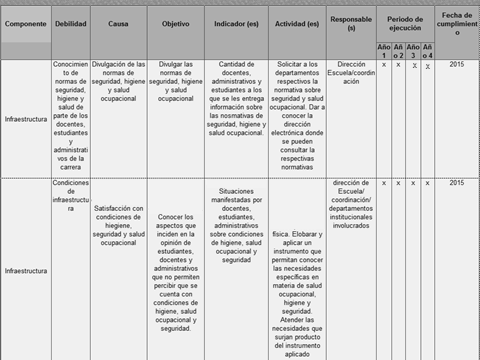 Componente
Debilidad
Causa
Objetivo
Indicador (es)
Actividad (es)
Responsable
(s)
Periodo de
ejecución
Fecha de
cumplimient
o
Año
1
Añ
o 2
Año
3
Añ
o 4
Infraestructura
Conocimien
to de
normas de
seguridad,
higiene y
salud de
parte de los
docentes,
estudiantes
y
administrati
vos de la
carrera
Divulgación de las
normas de
seguridad, higiene
y salud
ocupacional
Divulgar las
normas de
seguridad, higiene
y salud
ocupacional
Cantidad de
docentes,
administrativos y
estudiantes a los
que se les entrega
información sobre
las nosmativas de
seguridad, higiene y
salud ocupacional.
Solicitar a los
departamentos
respectivos la
normativa sobre
seguridad y salud
ocupacional. Dar a
conocer la
dirección
electrónica donde
se pueden
consultar la
respectivas
normativas
Dirección
Escuela/coordin
ación
x
x
x
x
2015
Infraestructura
Condiciones
de
infraestructu
ra
Satisfacción con
condiciones de
hiegiene,
seguridad y salud
ocupacional
Conocer los
aspectos que
inciden en la
opinión de
estudiantes,
docentes y
administrativos
que no permiten
percibir que se
cuenta con
condiciones de
higiene, salud
ocupacional y
seguridad.
Situaciones
manifestadas por
docentes,
estudiantes,
administrativos
sobre condiciones
de higiene, salud
ocupacional y
seguridad
física. Elobarar y
aplicar un
instrumento que
permitan conocer
las necesidades
específicas en
materia de salud
ocupacional,
higiene y
seguridad.
Atender las
necesidades que
surjan producto
del instrumento
aplicado
dirección de
Escuela/
coordinación/
departamentos
institucionales
involucrados
x
x
x
x
2015